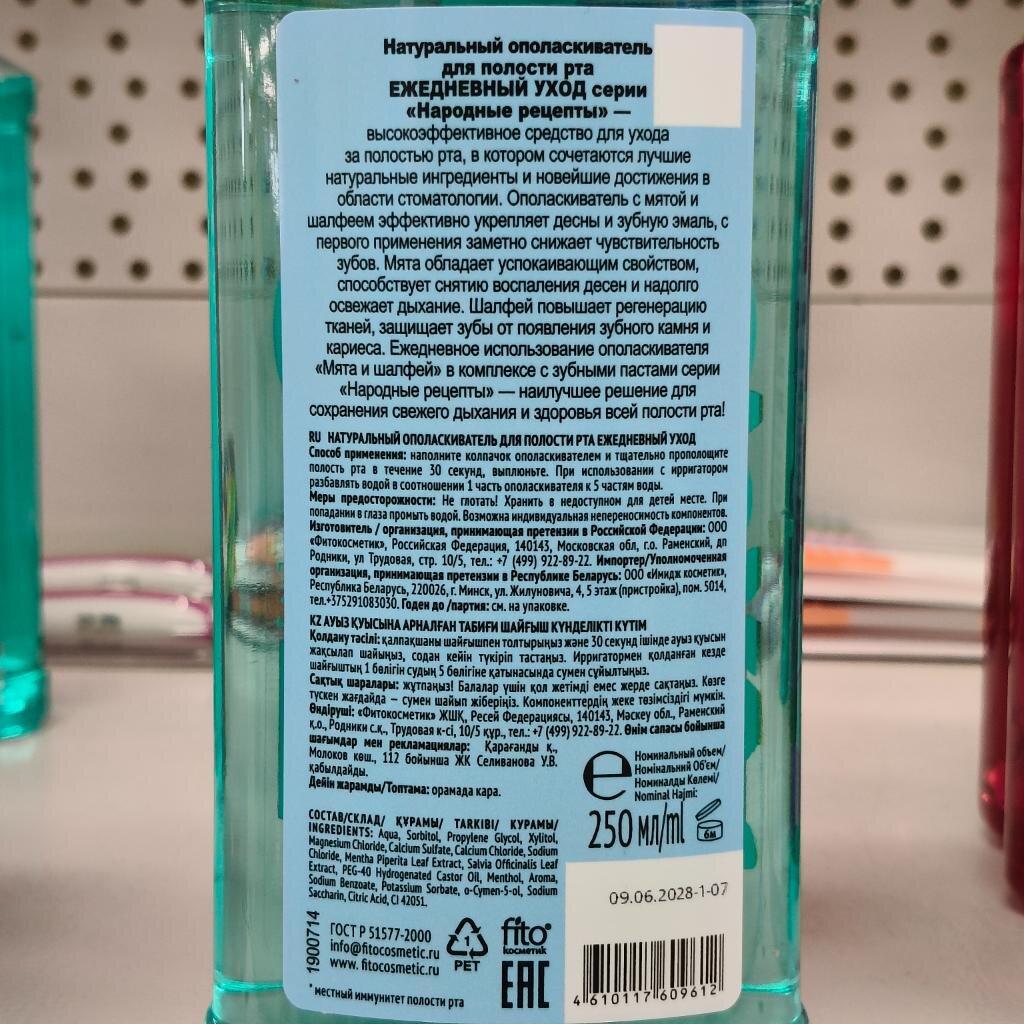 Натуральный ополаскиватель
для полости рта
ЕЖЕДНЕВНЫЙ УХОД серии
«Народные рецепты» —
высокоэффективное средство для ухода
за полостью рта, в котором сочетаются лучшие
натуральные ингредиенты и новейшие достижения в
области стоматологии. Ополаскиватель с мятой и
шалфеем эффективно укрепляет десны и зубную эмаль, с
первого применения заметно снижает чувствительность
зубов. Мята обладает успокаивающим свойством,
способствует снятию воспаления десен и надолго
освежает дыхание. Шалфей повышает регенерацию
тканей, защищает зубы от появления зубного камня и
кариеса. Ежедневное использование ополаскивателя
«Мята и шалфей» в комплексе с зубными пастами серии
«Народные рецепты» — наилучшее решение для
сохранения свежего дыхания и здоровья всей полости рта!
RU НАТУРАЛЬНЫЙ ОПОЛАСКИВАТЕЛЬ ДЛЯ ПОЛОСТИ РТА ЕЖЕДНЕВНЫЙ УХОД
Способ применения: наполните колпачок ополаскивателем и тщательно прополощите
полость рта в течение 30 секунд, выплюньте. При использовании с ирригатором
разбавлять водой в соотношении 1 часть ополаскивателя к 5 частям воды.
Меры предосторожности: Не глотать! Хранить в недоступном для детей месте. При
попадании в глаза промыть водой. Возможна индивидуальная непереносимость компонентов.
Изготовитель / организация, принимающая претензии в Российской Федерации: ООО
«Фитокосметик», Российская Федерация, 140143, Московская обл, г.о. Раменский, дп
Родники, ул Трудовая, стр. 10/5, тел.: +7 (499) 922-89-22. Импортер/Уполномоченная
организация, принимающая претензии в Республике Беларусь: ООО «Имидж косметик»,
Республика Беларусь, 220026, г. Минск, ул. Жилуновича, 4, 5 этаж (пристройка), пом. 5014,
тел.+375291083030. Годен до /партия: см. на упаковке.
KZ АУЫЗ ҚУЫСЫНА АРНАЛҒАН ТАБИҒИ ШАЙҒЫШ КҮНДЕЛІКТІ КҮТІМ
Қолдану тәсілі: қалпақшаны шайғышпен толтырыңыз және 30 секунд ішінде ауыз қуысын
жақсылап шайыңыз, содан кейін түкіріп тастаңыз. Ирригатормен қолданған кезде
шайғыштың 1 бөлігін судың 5 бөлігіне қатынасында сумен сұйылтыңыз.
Сақтық шаралары: жұтпаңыз! Балалар үшін қол жетімді емес жерде сақтаңыз. Көзге
түскен жағдайда – сумен шайып жіберіңіз. Компоненттердің жеке төзімсіздігі мүмкін.
Өндіруші: «Фитокосметик» ЖШҚ, Ресей Федерациясы, 140143, Мәскеу обл., Раменский
қ.о., Родники с.қ., Трудовая к-сі, 10/5 құр., тел.: +7 (499) 922-89-22. Өнім сапасы бойынша
шағымдар мен рекламациялар: Қарағанды қ.,
Молоков көш., 112 бойынша ЖК Селиванова У.В.
қабылдайды.
Дейін жарамды/Топтама: орамада кара.
Номинальный объем/
Номінальний Об'єм/
Номиналды Көлемі/
Nominal Hajmi:
250 мл/ml
6м
СОСТАВ/СКЛАД/ ҚҰРАМЫ/ TARKIBI/ КУРАМЫ/
INGREDIENTS: Aqua, Sorbitol, Propylene Glycol, Xylitol,
Magnesium Chloride, Calcium Sulfate, Calcium Chloride, Sodium
Chloride, Mentha Piperita Leaf Extract, Salvia Officinalis Leaf
Extract, PEG-40 Hydrogenated Castor Oil, Menthol, Aroma,
Sodium Benzoate, Potassium Sorbate, o-Cymen-5-ol, Sodium
Saccharin, Citric Acid, CI 42051.
09.06.2028-1-07
1900714
ГОСТ Р 51577-2000
info@fitocosmetic.ru
www. fitocosmetic.ru
1
PET
fito
косметик
EAC
4 610117 609612
* местный иммунитет полости рта